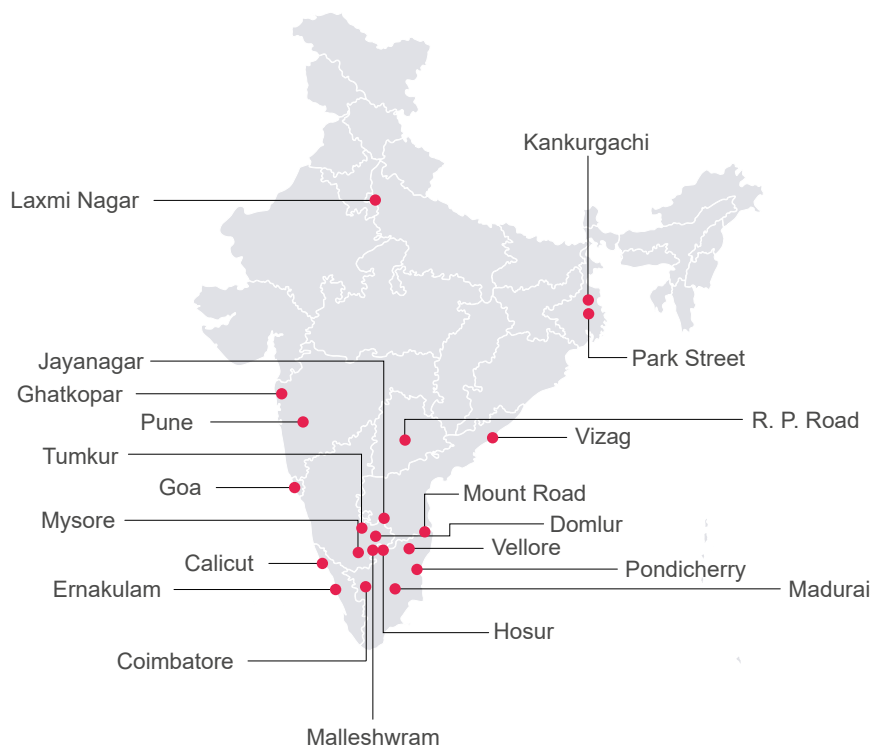 Kankurgachi
Laxmi Nagar
Park Street
Jayanagar
Ghatkopar
Pune
R. P. Road
Vizag
Tumkur
Goa
Mount Road
Mysore
Domlur
Vellore
Calicut
Pondicherry
Ernakulam
Madurai
Hosur
Coimbatore
Malleshwram